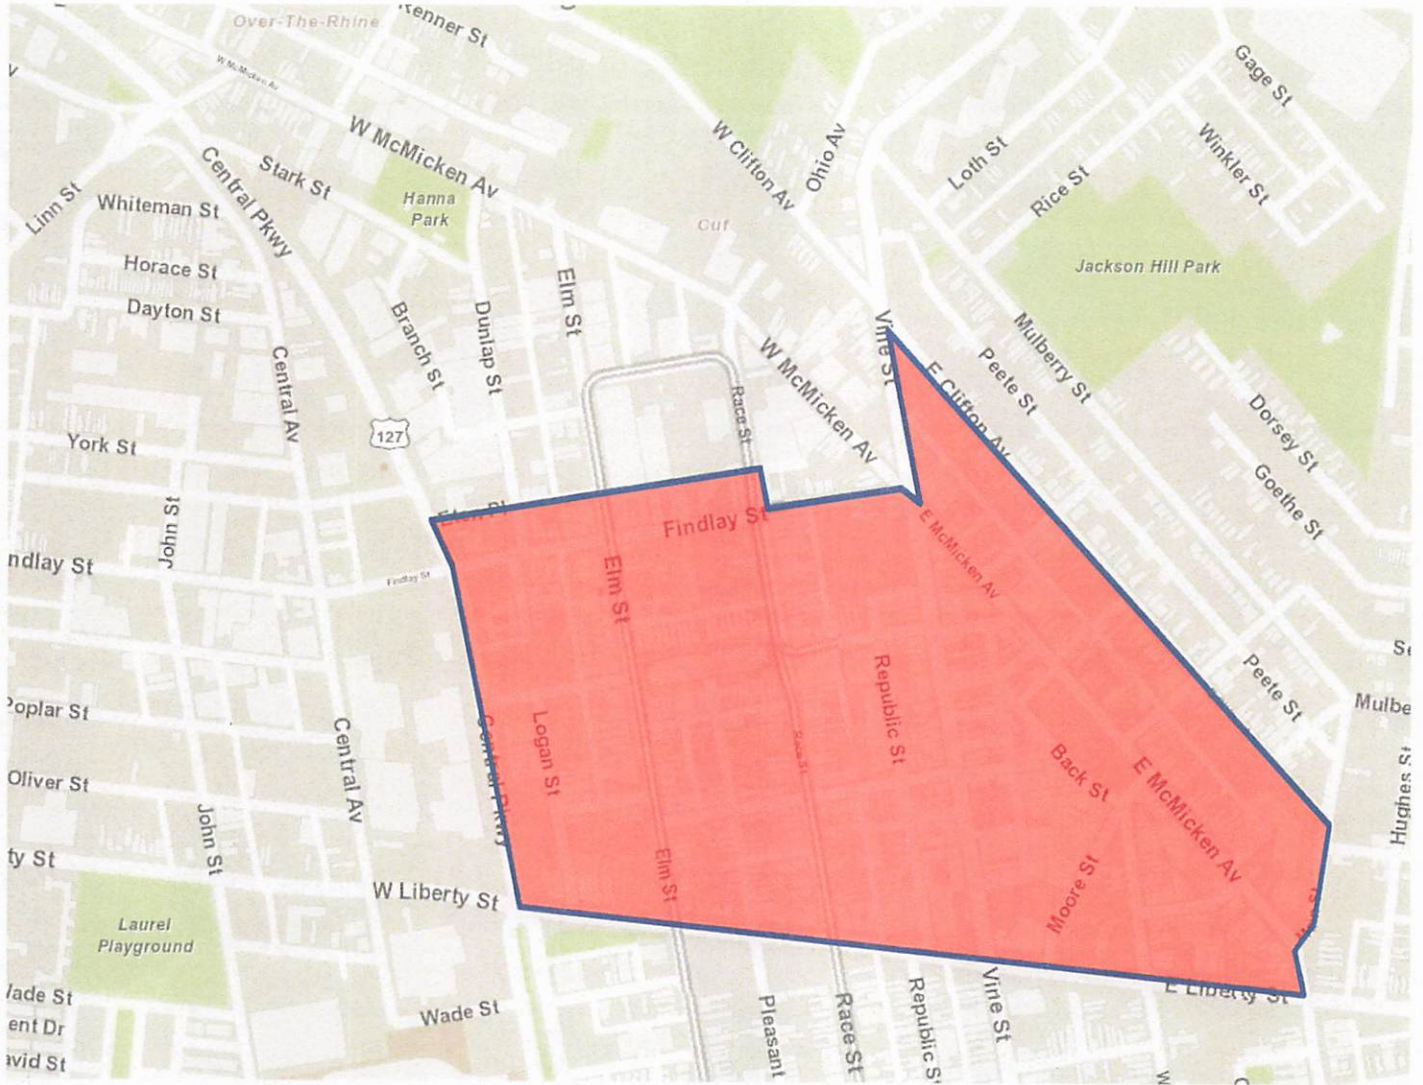 Over-The-Rhine
Renner St
W McMicken Av
Gage St
W McMicken Av
W Clifton Av
Ohio Av
Loth St
Winkler St
Rice St
Stark St
Central Pkwy
Linn St
Whiteman St
Hanna
Park
Cuf
Horace St
Dayton St
Jackson Hill Park
Elm St
Branch St
Dunlap St
Vine St
Mulberry St
Peete St
E Clifton Av
W McMicken Av
Race St
Central Av
127
York St
Dorsey St
Goethe St
John St
Findlay St
E McMicken Av
ndlay St
Findlay St
Elm St
Republic St
Peete St
Mulbe
Poplar St
Logan St
Central Pkwy
Central Av
Race St
Back St
E McMicken Av
Hughes St
Oliver St
John St
ty St
W Liberty St
Elm St
Moore St
Laurel
Playground
E Liberty St
Wade St
ent Dr
avid St
Wade St
Pleasant
Race St
Republic S
Vine St